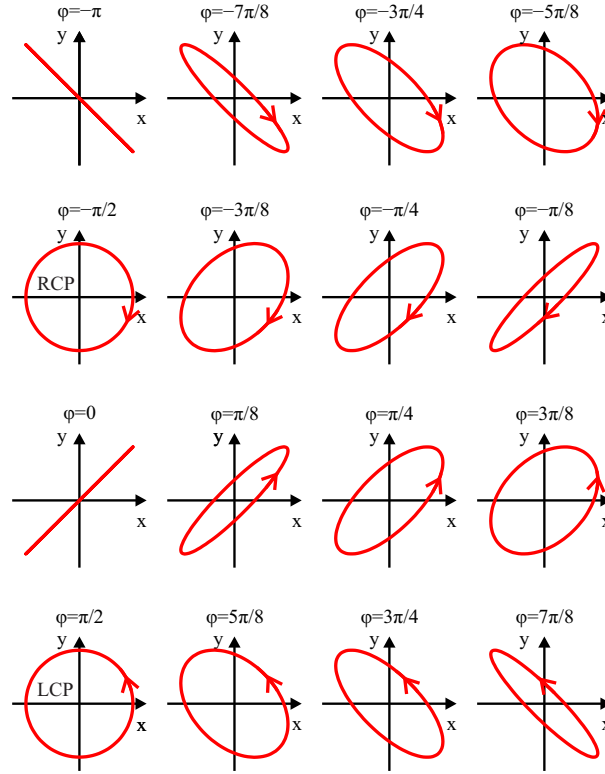 φ=−π φ=−7π/8 φ=−3π/4 φ=−5π/8
y y y y
x x x x
φ=−π/2 φ=−3π/8 φ=−π/4 φ=−π/8
y y y y
RCP
x x x x
φ=0 φ=π/8 φ=π/4 φ=3π/8
y y y y
x x x x
φ=π/2 φ=5π/8 φ=3π/4 φ=7π/8
y y y y
LCP
x x x x